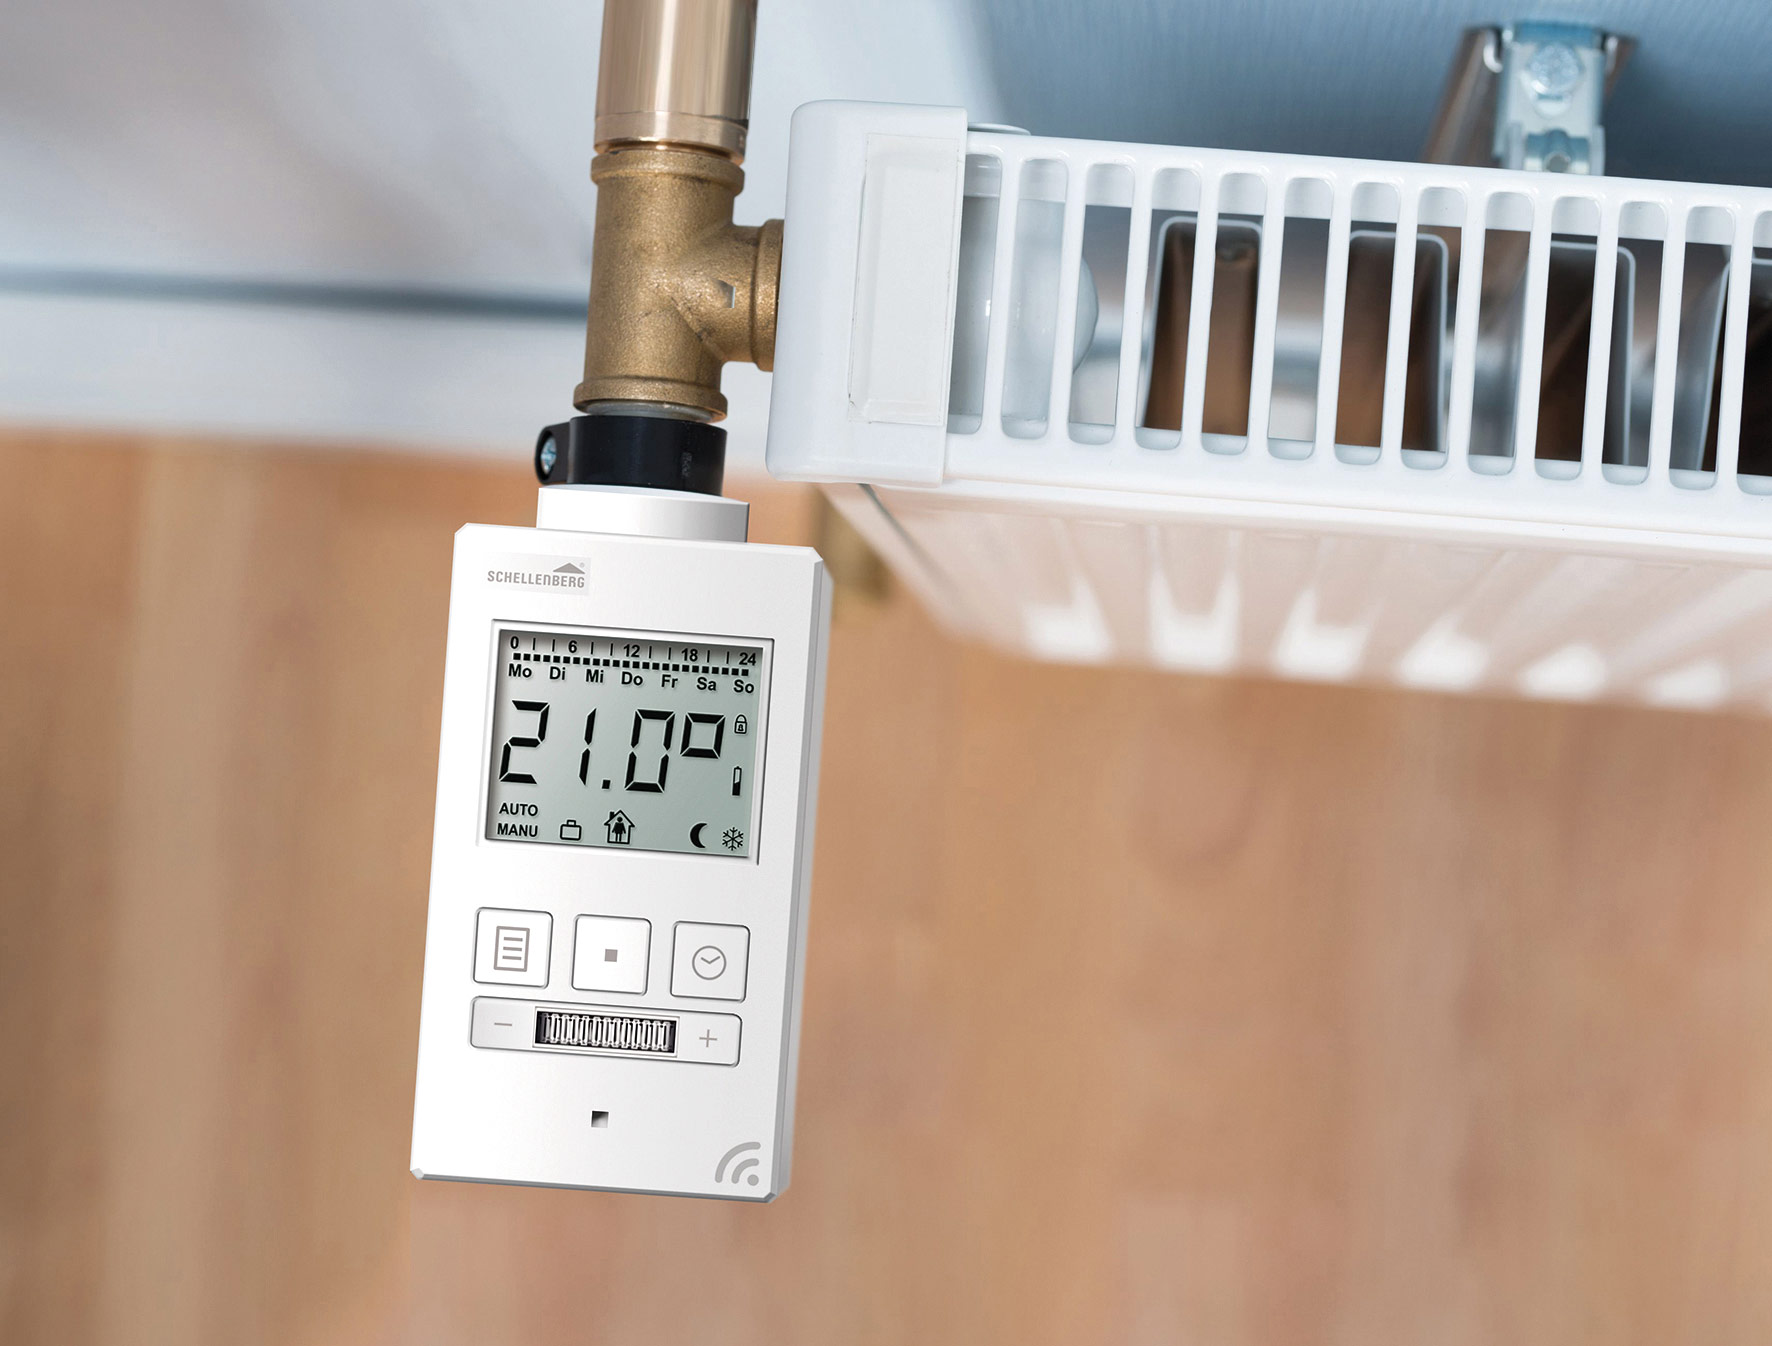 SCHELLENBERG
0 6 12 18 24
Mo Di Mi Do Fr Sa So
21.0°
AUTO
MANU
− +